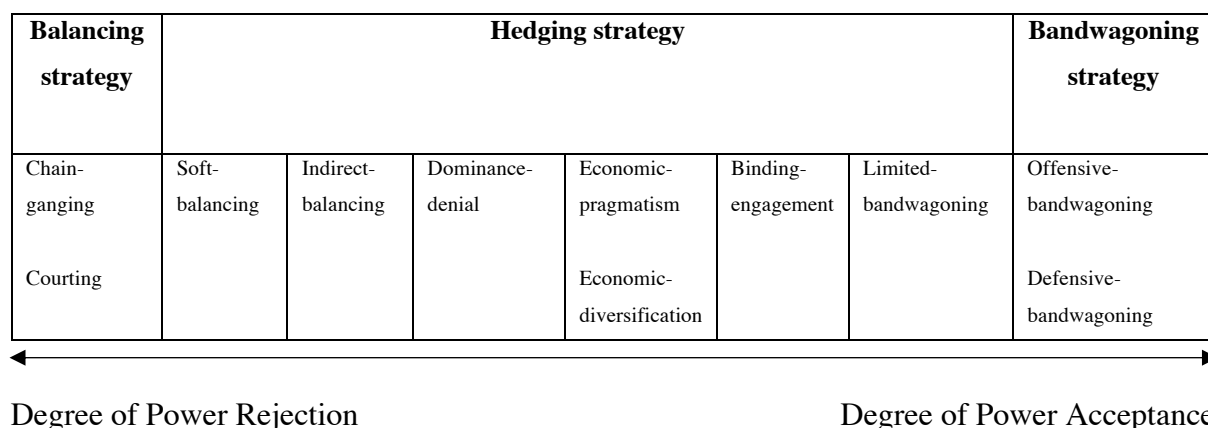 Balancing
strategy
Hedging strategy
Bandwagoning
strategy
Chain-
ganging
Courting
Soft-
balancing
Indirect-
balancing
Dominance-
denial
Economic-
pragmatism
Economic-
diversification
Binding-
engagement
Limited-
bandwagoning
Offensive-
bandwagoning
Defensive-
bandwagoning
Degree of Power Rejection
Degree of Power Acceptance